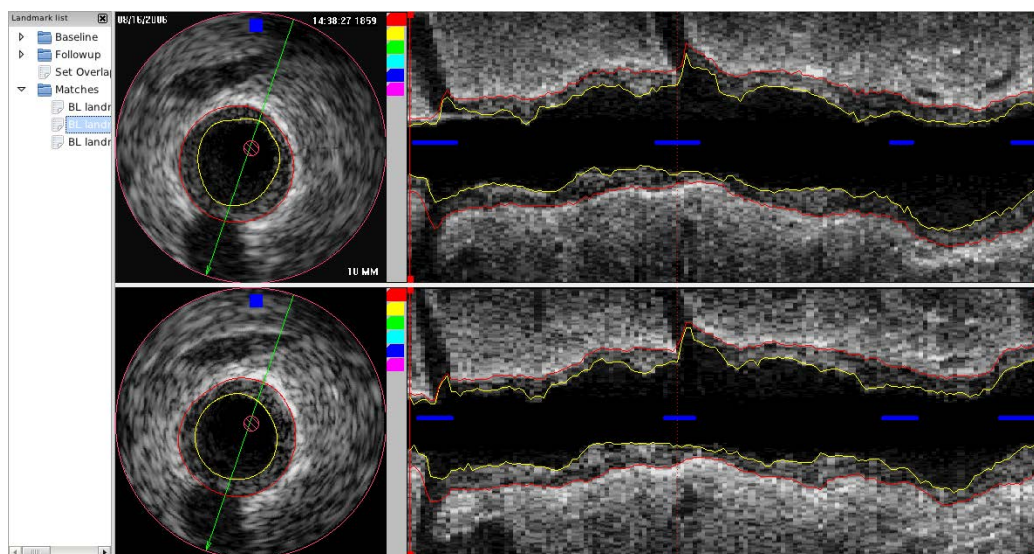 Landmark list
Baseline
Followup
Set Overlap
Matches
BL landr
BL landr
BL landr
08/16/2006
14:38:27 1859
10 MM